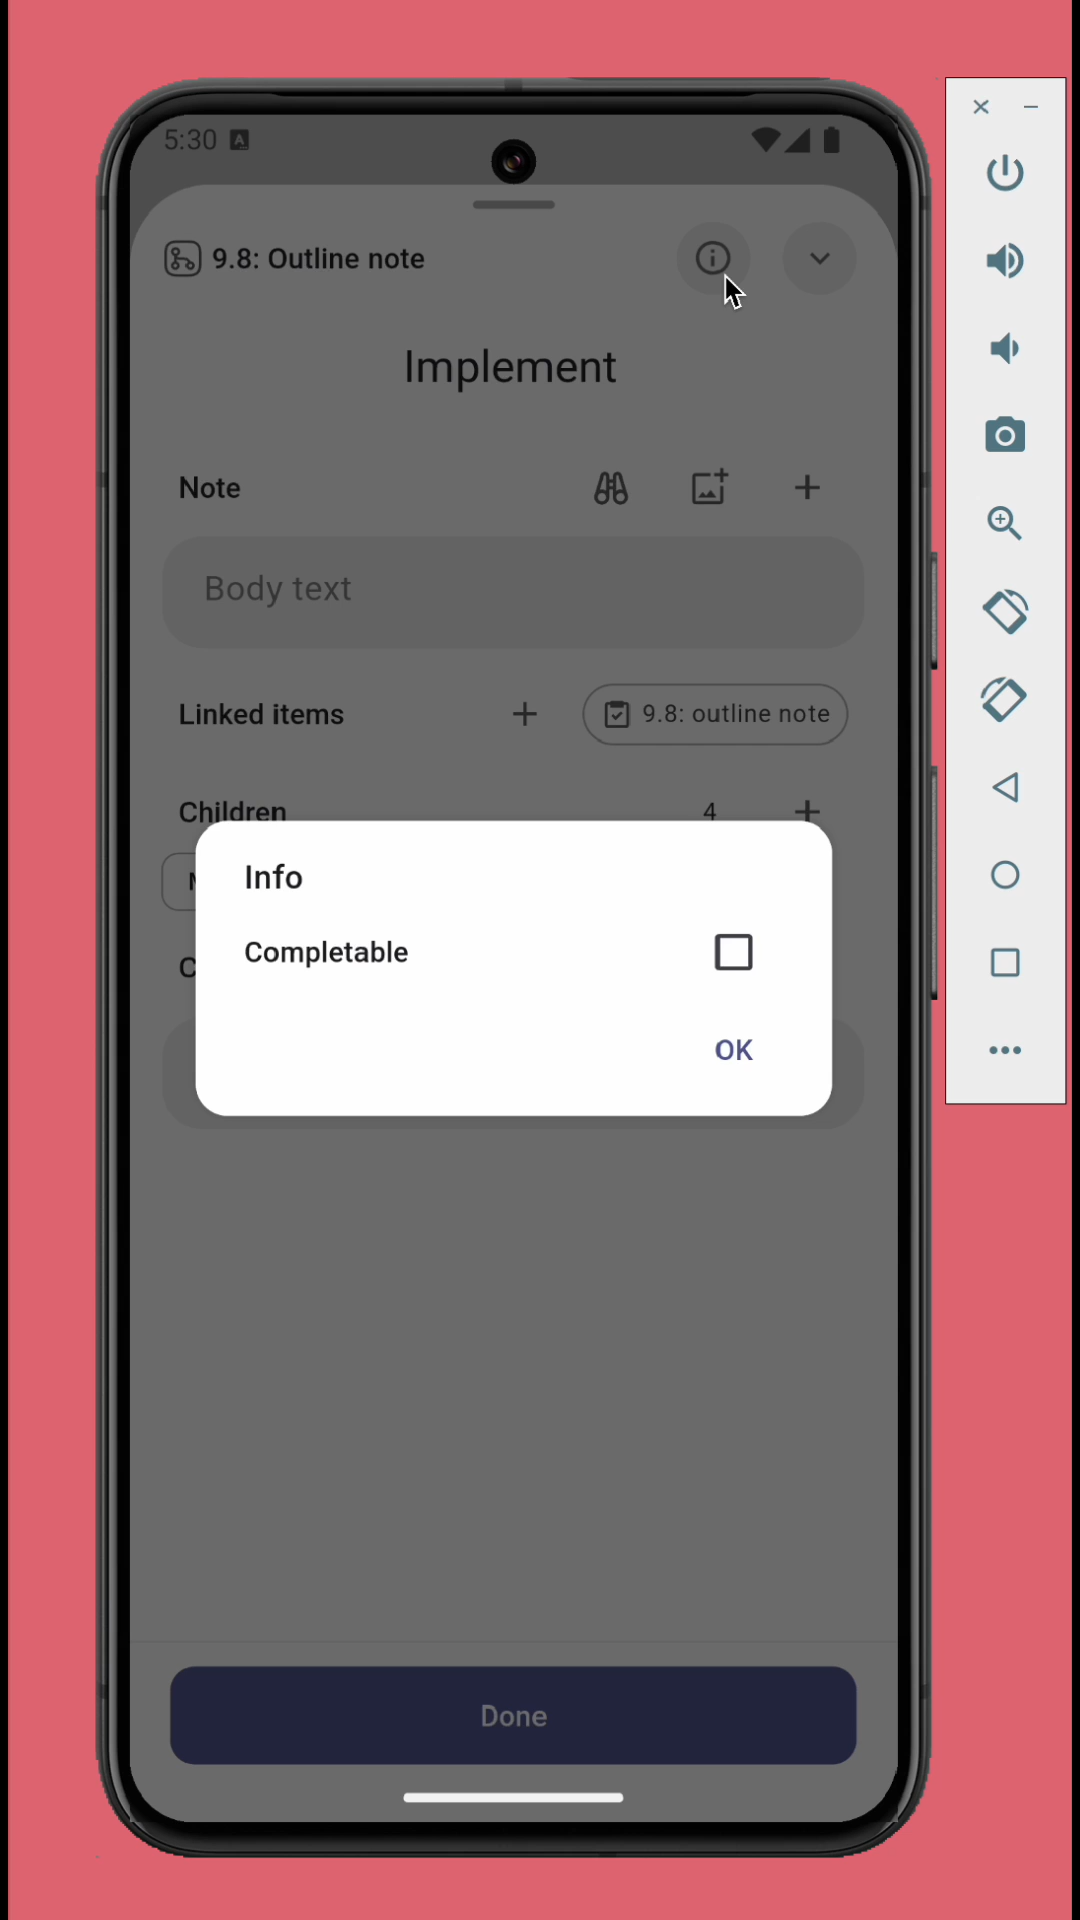 5:30
9.8: Outline note
Implement
Note
Body text
Linked items
9.8: outline note
Children
4
Info
Completable
OK
Done